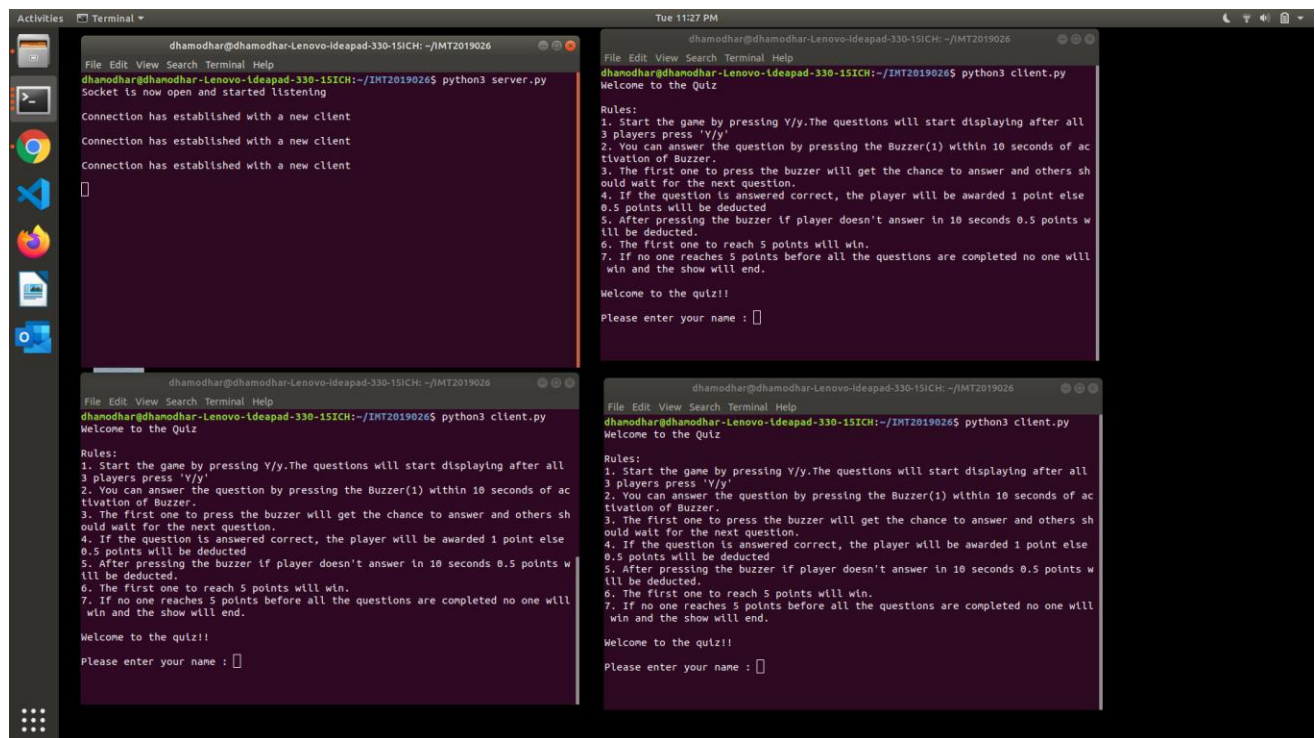 Activities Terminal Tue 11:27 PM
dhamodhar@dhamodhar-Lenovo-ideapad-330-15ICH: ~/IMT2019026
File Edit View Search Terminal Help
dhamodhar@dhamodhar-Lenovo-ideapad-330-15ICH:~/IMT2019026$ python3 server.py
Socket is now open and started listening
Connection has established with a new client
Connection has established with a new client
Connection has established with a new client
dhamodhar@dhamodhar-Lenovo-ideapad-330-15ICH: ~/IMT2019026
File Edit View Search Terminal Help
dhamodhar@dhamodhar-Lenovo-ideapad-330-15ICH:~/IMT2019026$ python3 client.py
Welcome to the Quiz
Rules:
1. Start the game by pressing Y/y.The questions will start displaying after all
3 players press 'Y/y'
2. You can answer the question by pressing the Buzzer(1) within 10 seconds of ac
tivation of Buzzer.
3. The first one to press the buzzer will get the chance to answer and others sh
ould wait for the next question.
4. If the question is answered correct, the player will be awarded 1 point else
0.5 points will be deducted
5. After pressing the buzzer if player doesn't answer in 10 seconds 0.5 points w
ill be deducted.
6. The first one to reach 5 points will win.
7. If no one reaches 5 points before all the questions are completed no one will
win and the show will end.
Welcome to the quiz!!
Please enter your name :
dhamodhar@dhamodhar-Lenovo-ideapad-330-15ICH: ~/IMT2019026
File Edit View Search Terminal Help
dhamodhar@dhamodhar-Lenovo-ideapad-330-15ICH:~/IMT2019026$ python3 client.py
Welcome to the Quiz
Rules:
1. Start the game by pressing Y/y.The questions will start displaying after all
3 players press 'Y/y'
2. You can answer the question by pressing the Buzzer(1) within 10 seconds of ac
tivation of Buzzer.
3. The first one to press the buzzer will get the chance to answer and others sh
ould wait for the next question.
4. If the question is answered correct, the player will be awarded 1 point else
0.5 points will be deducted
5. After pressing the buzzer if player doesn't answer in 10 seconds 0.5 points w
ill be deducted.
6. The first one to reach 5 points will win.
7. If no one reaches 5 points before all the questions are completed no one will
win and the show will end.
Welcome to the quiz!!
Please enter your name :
dhamodhar@dhamodhar-Lenovo-ideapad-330-15ICH: ~/IMT2019026
File Edit View Search Terminal Help
dhamodhar@dhamodhar-Lenovo-ideapad-330-15ICH:~/IMT2019026$ python3 client.py
Welcome to the Quiz
Rules:
1. Start the game by pressing Y/y.The questions will start displaying after all
3 players press 'Y/y'
2. You can answer the question by pressing the Buzzer(1) within 10 seconds of ac
tivation of Buzzer.
3. The first one to press the buzzer will get the chance to answer and others sh
ould wait for the next question.
4. If the question is answered correct, the player will be awarded 1 point else
0.5 points will be deducted
5. After pressing the buzzer if player doesn't answer in 10 seconds 0.5 points w
ill be deducted.
6. The first one to reach 5 points will win.
7. If no one reaches 5 points before all the questions are completed no one will
win and the show will end.
Welcome to the quiz!!
Please enter your name :